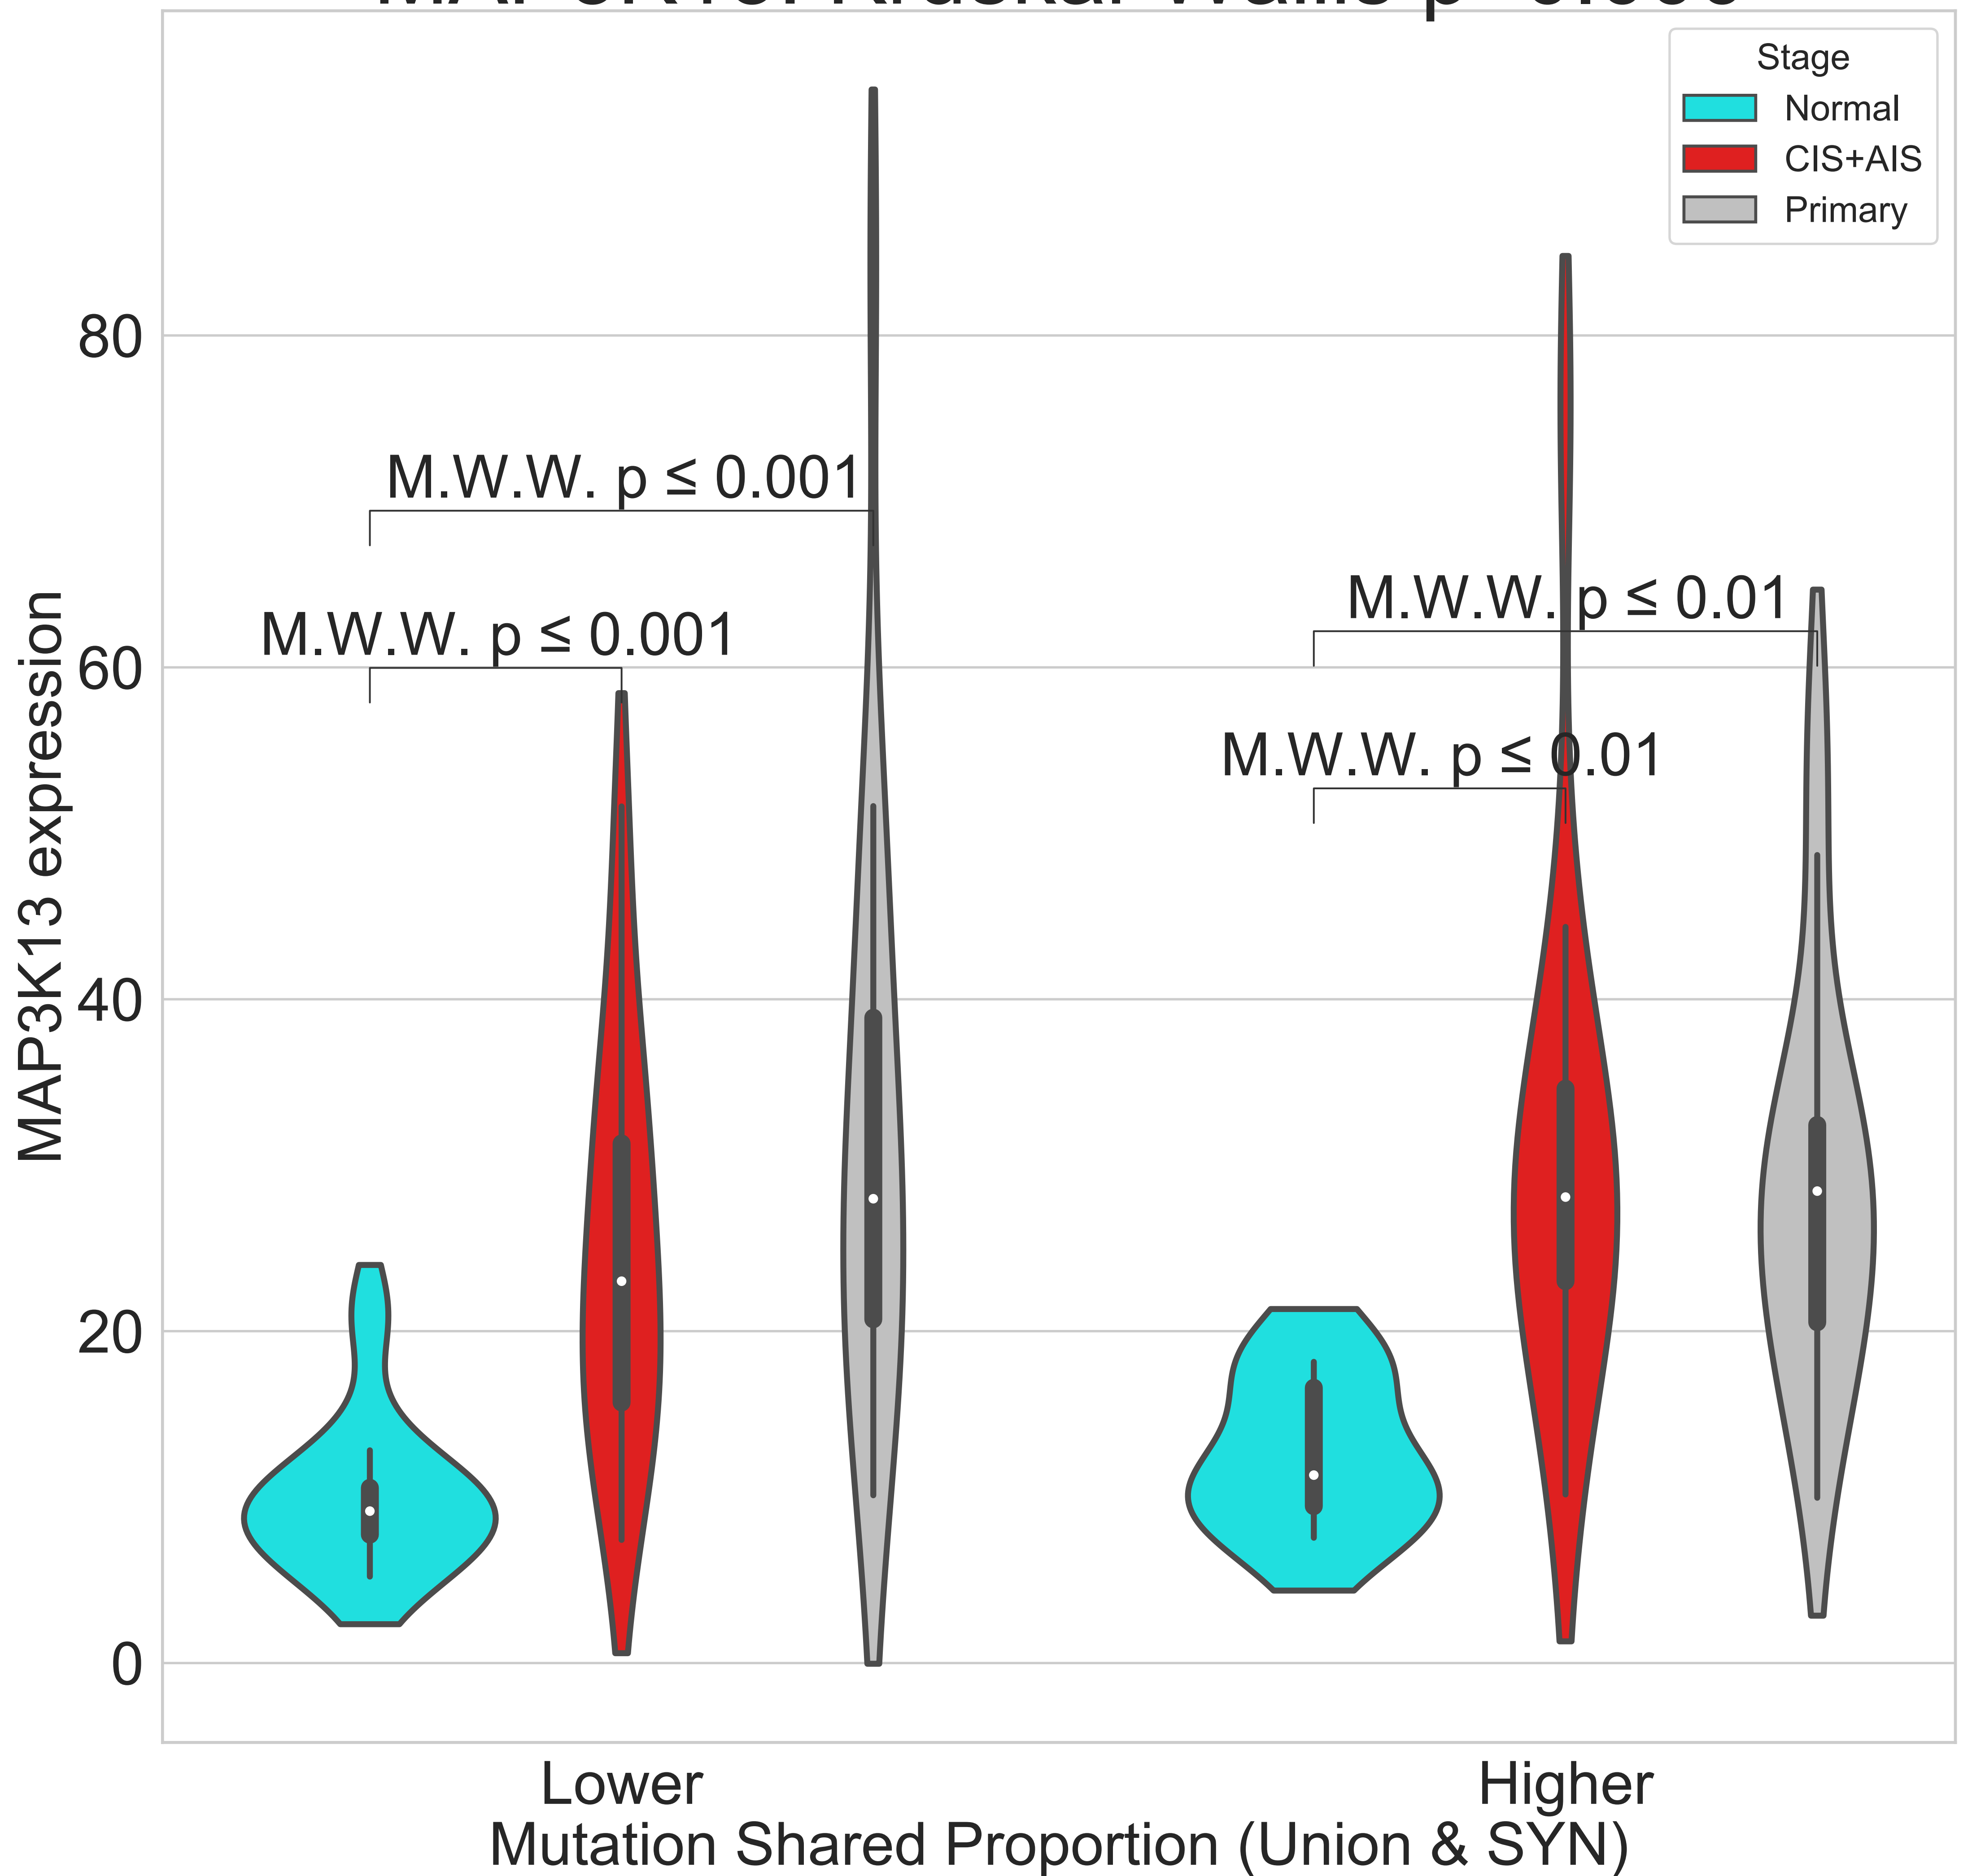 Stage
Normal
CIS+AIS
Primary
80
60
40
20
0
MAP3K13 expression
M.W.W. p ≤ 0.001
M.W.W. p ≤ 0.001
M.W.W. p ≤ 0.01
M.W.W. p ≤ 0.01
Lower
Higher
Mutation Shared Proportion (Union & SYN)